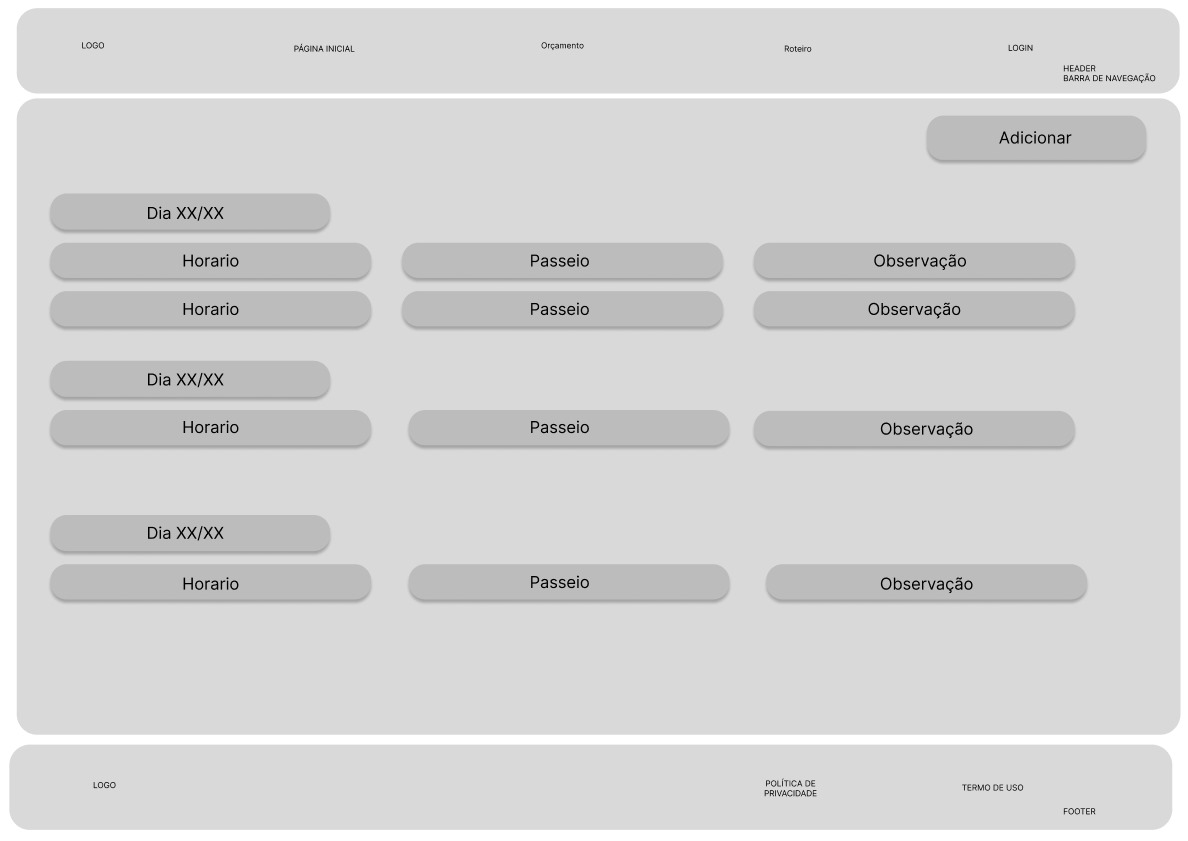 LOGO
PÁGINA INICIAL
Orçamento
Roteiro
LOGIN
HEADER
BARRA DE NAVEGAÇÃO
Adicionar
Dia XX/XX
Horario
Passeio
Observação
Horario
Passeio
Observação
Dia XX/XX
Horario
Passeio
Observação
Dia XX/XX
Horario
Passeio
Observação
LOGO
POLÍTICA DE
PRIVACIDADE
TERMO DE USO
FOOTER